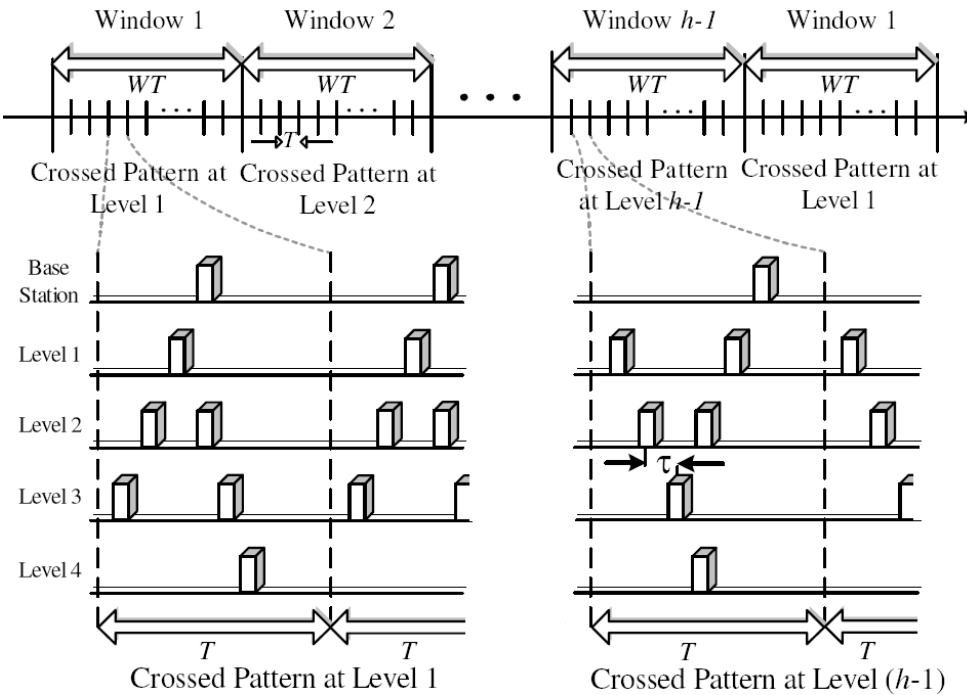 Window 1
Window 2
Window h-1
Window 1
WT
WT
WT
WT
. . .
. . .
• • •
. . .
. . .
T
Crossed Pattern at
Level 1
Crossed Pattern at
Level 2
Crossed Pattern
at Level h-1
Crossed Pattern at
Level 1
Base
Station
Level 1
Level 2
Level 3
Level 4
τ
T
T
T
T
Crossed Pattern at Level 1
Crossed Pattern at Level (h-1)